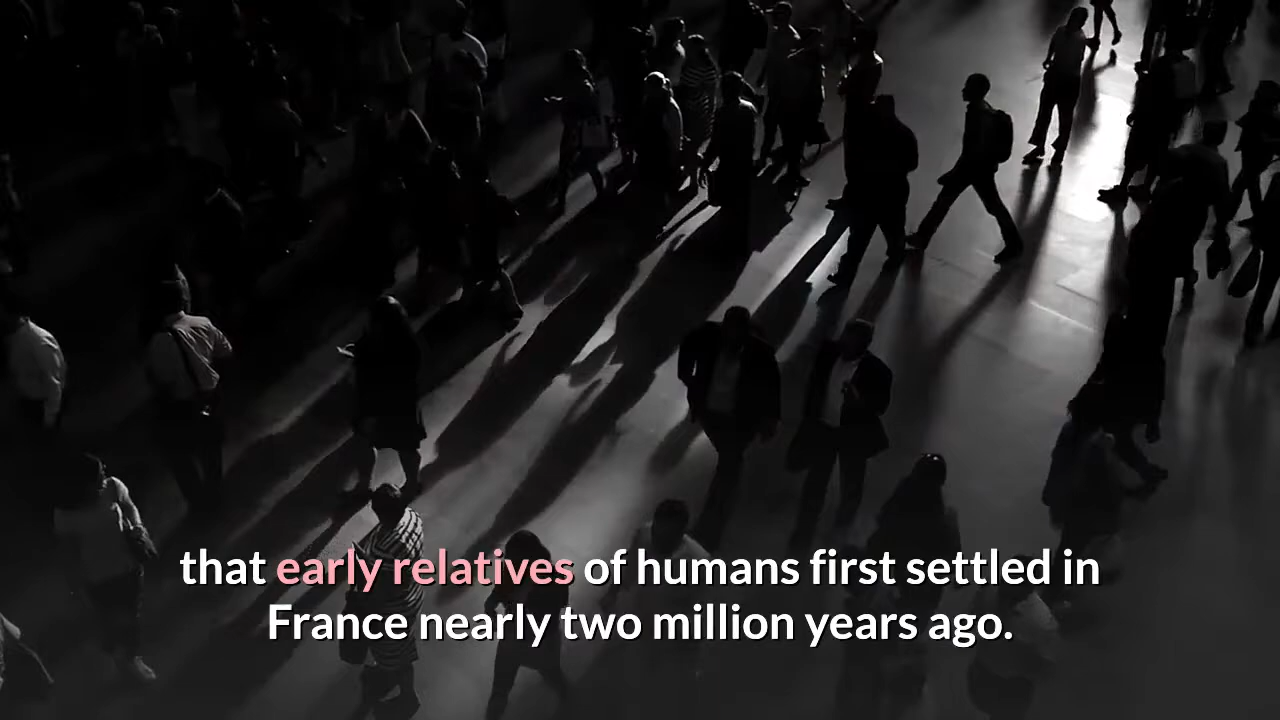 that early relatives of humans first settled in
France nearly two million years ago.